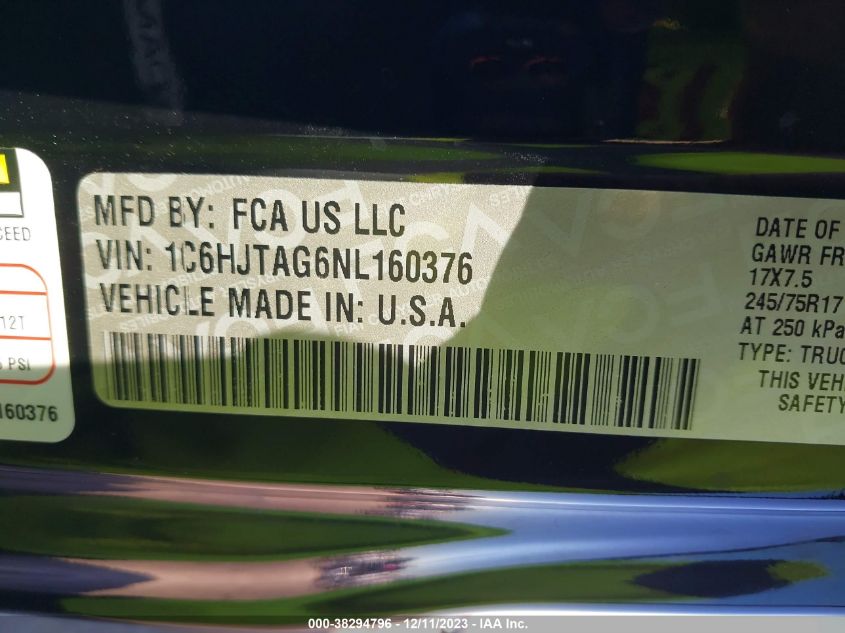 CEED
12T
PSI
160376
MFD BY: FCA US LLC
VIN: 1C6HJTAG6NL160376
VEHICLE MADE IN: U.S.A.
DATE OF
GAWR FR
17X7.5
245/75R17
AT 250 kPa
TYPE: TRUC
THIS VEH
SAFETY
000-38294796 - 12/11/2023 - © IAA Inc.